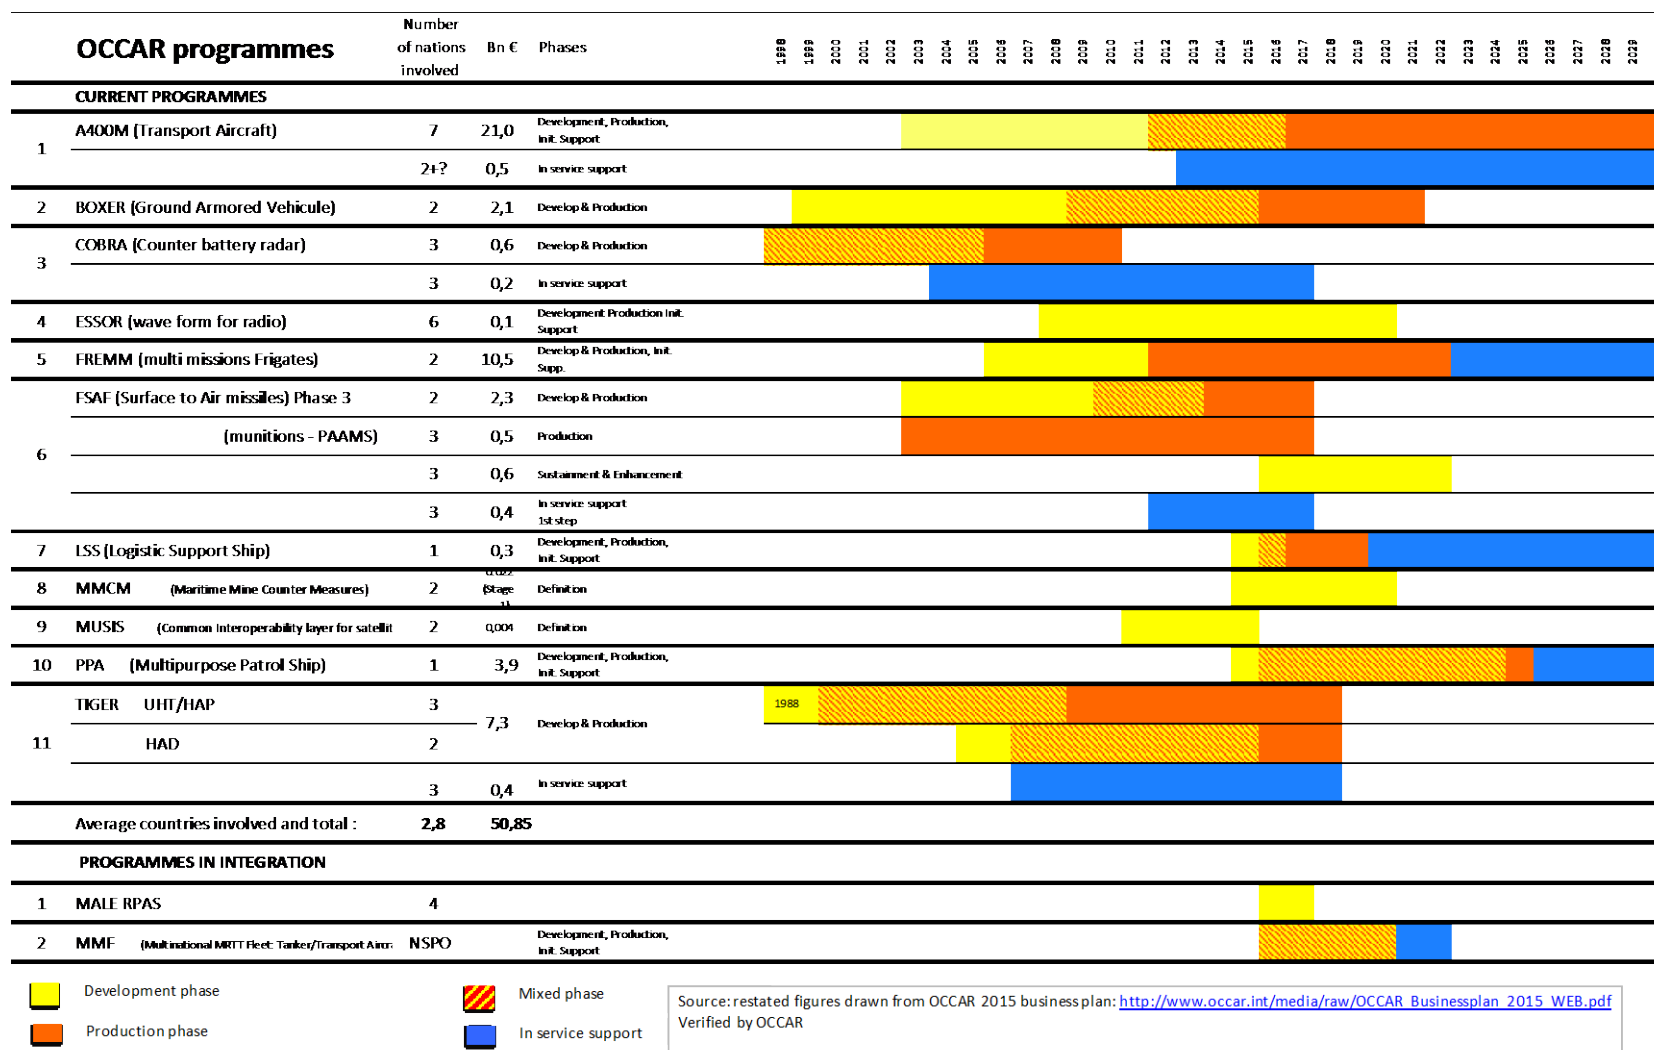 OCCAR programmes
Number of nations involved
Bn €
Phases
1998 1999 2000 2001 2002 2003 2004 2005 2006 2007 2008 2009 2010 2011 2012 2013 2014 2015 2016 2017 2018 2019 2020 2021 2022 2023 2024 2025 2026 2027 2028 2029
CURRENT PROGRAMMES
1 A400M (Transport Aircraft) 7 21,0 Development, Production, Init. Support
2+? 0,5 In service support
2 BOXER (Ground Armored Vehicule) 2 2,1 Develop & Production
3 COBRA (Counter battery radar) 3 0,6 Develop & Production
3 0,2 In service support
4 ESSOR (wave form for radio) 6 0,1 Development Production Init. Support
5 FREMM (multi missions Frigates) 2 10,5 Develop & Production, Init. Supp.
6 FSAF (Surface to Air missiles) Phase 3 2 2,3 Develop & Production
(munitions - PAAMS) 3 0,5 Production
3 0,6 Sustainment & Enhancement
3 0,4 In service support 1st step
7 LSS (Logistic Support Ship) 1 0,3 Development, Production, Init. Support
8 MMCM (Maritime Mine Counter Measures) 2 (Stage Definition
9 MUSIS (Common Interoperability layer for satellit 2 0,004 Definition
10 PPA (Multipurpose Patrol Ship) 1 3,9 Development, Production, Init. Support
11 TIGER UHT/HAP 3 7,3 Develop & Production 1988
HAD 2
3 0,4 In service support
Average countries involved and total : 2,8 50,85
PROGRAMMES IN INTEGRATION
1 MALE RPAS 4
2 MMF (Multinational MRTT Fleet: Tanker/Transport Aircra NSPO Development, Production, Init. Support
Development phase
Mixed phase
Production phase
In service support
Source: restated figures drawn from OCCAR 2015 business plan: http://www.occar.int/media/raw/OCCAR_Businessplan_2015_WEB.pdf
Verified by OCCAR